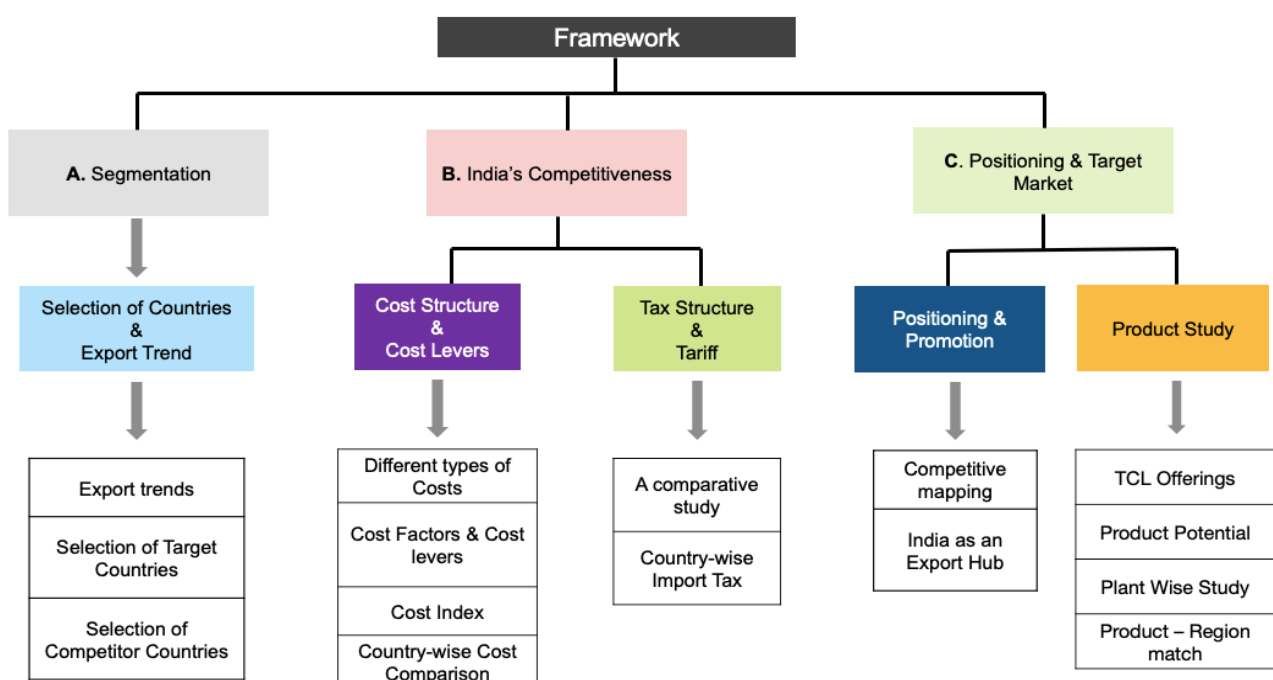 Framework
A. Segmentation
B. India's Competitiveness
C. Positioning & Target
Market
Selection of Countries
&
Export Trend
Cost Structure
&
Cost Levers
Tax Structure
&
Tariff
Positioning &
Promotion
Product Study
Export trends
Selection of Target
Countries
Selection of
Competitor Countries
Different types of
Costs
Cost Factors & Cost
levers
Cost Index
Country-wise Cost
Comparison
A comparative
study
Country-wise
Import Tax
Competitive
mapping
India as an
Export Hub
TCL Offerings
Product Potential
Plant Wise Study
Product – Region
match